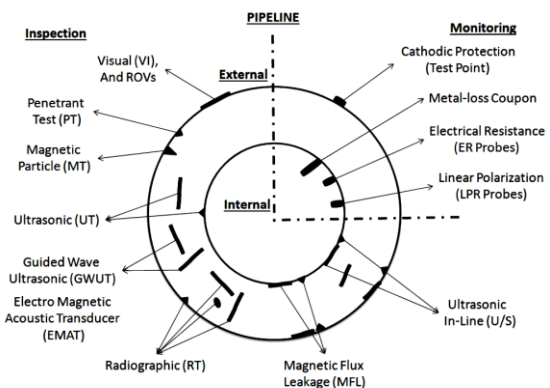 PIPELINE
Inspection
Monitoring
Visual (VI),
And ROVs
External
Cathodic Protection
(Test Point)
Penetrant
Test (PT)
Metal-loss Coupon
Magnetic
Particle (MT)
Electrical Resistance
(ER Probes)
Linear Polarization
(LPR Probes)
Internal
Ultrasonic (UT)
Guided Wave
Ultrasonic (GWUT)
Electro Magnetic
Acoustic Transducer
(EMAT)
Ultrasonic
In-Line (U/S)
Radiographic (RT)
Magnetic Flux
Leakage (MFL)